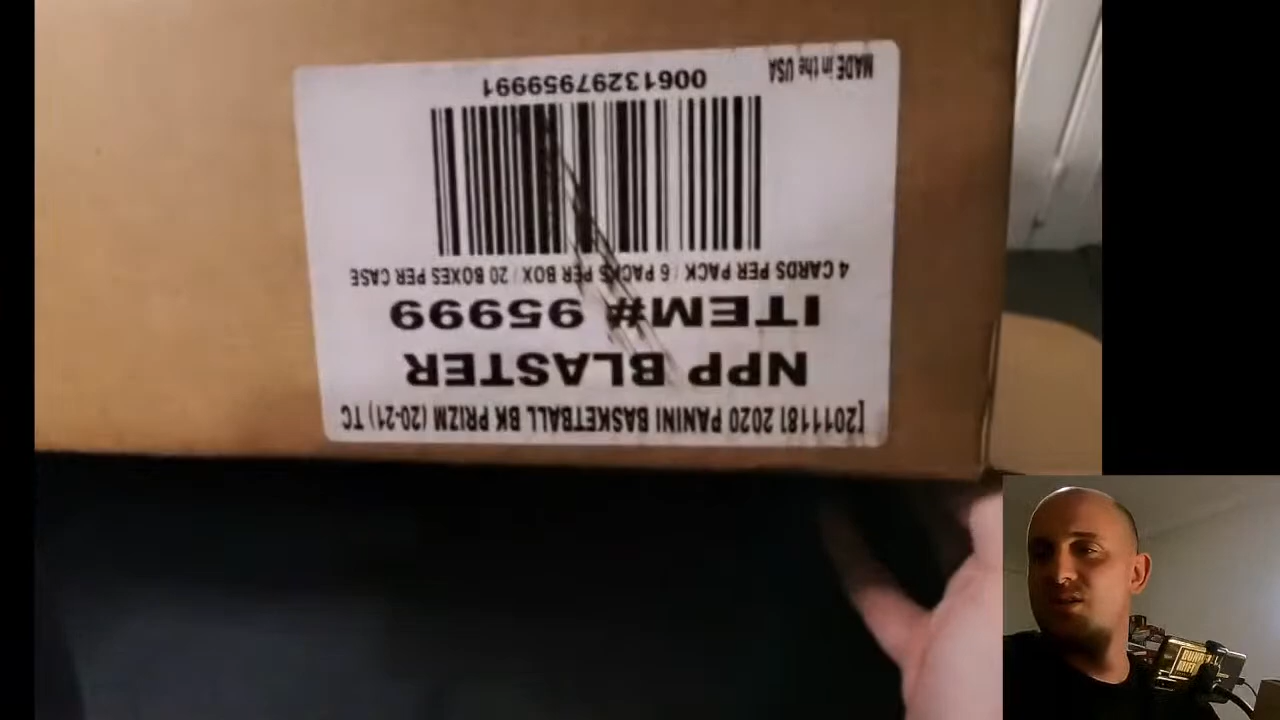 [201118] 2020 PANINI BASKETBALL BK PRIZM (20-21) TC
NPP BLASTER
ITEM# 95999
4 CARDS PER PACK / 6 PACKS PER BOX / 20 BOXES PER CASE
00613297959991
MADE in the USA